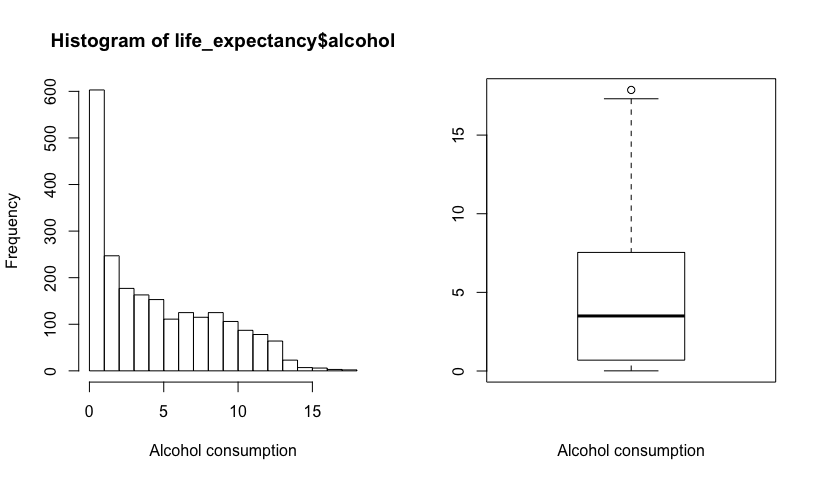 Histogram of life_expectancy$alcohol
Frequency
600
500
400
300
200
100
0
0 5 10 15
Alcohol consumption
15
10
5
0
Alcohol consumption